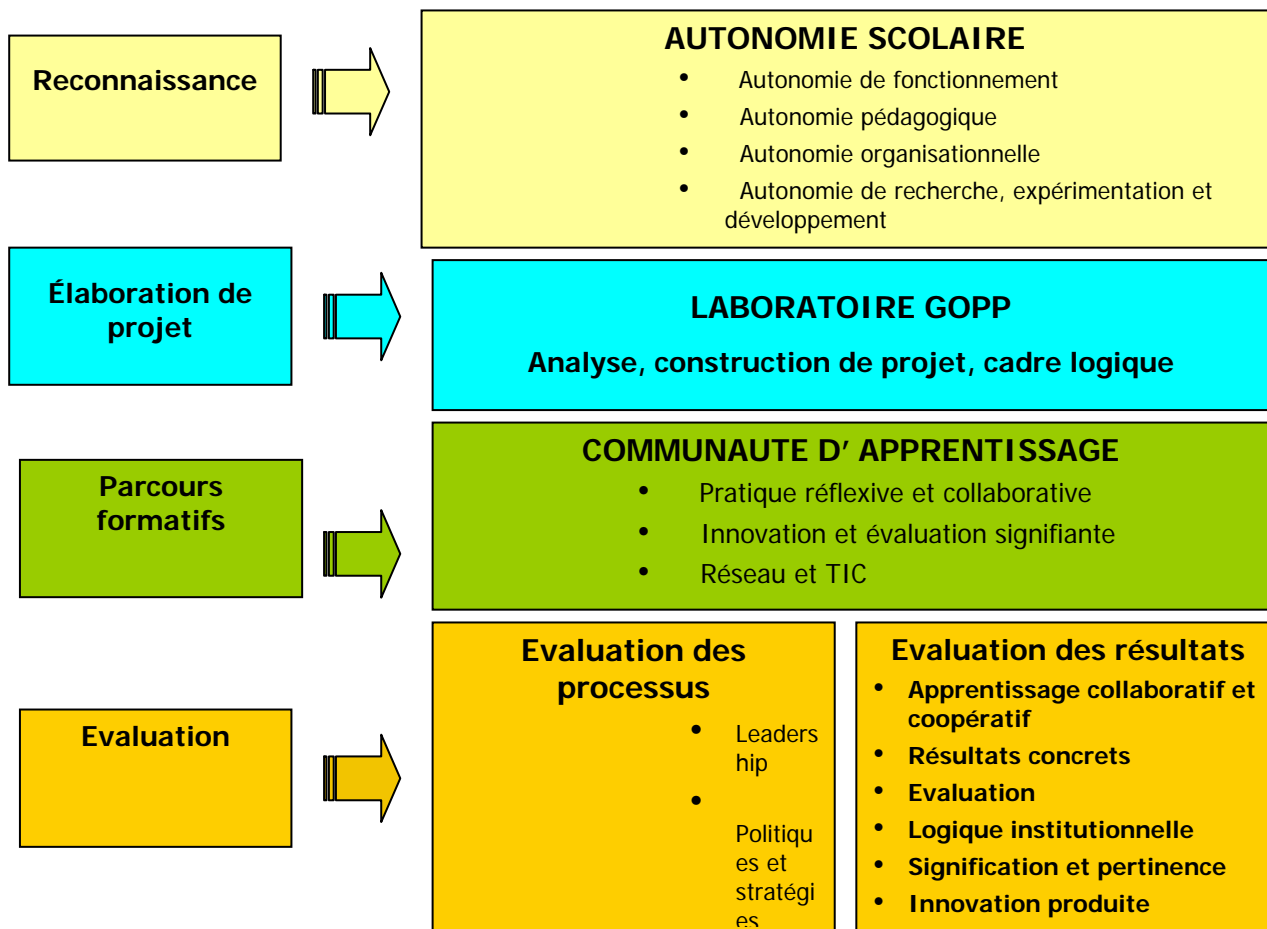 Reconnaissance
AUTONOMIE SCOLAIRE
• Autonomie de fonctionnement
• Autonomie pédagogique
• Autonomie organisationnelle
• Autonomie de recherche, expérimentation et
développement
Élaboration de
projet
LABORATOIRE GOPP
Analyse, construction de projet, cadre logique
Parcours
formatifs
COMMUNAUTE D' APPRENTISSAGE
• Pratique réflexive et collaborative
• Innovation et évaluation signifiante
• Réseau et TIC
Evaluation
Evaluation des
processus
• Leaders
hip
•
Politiqu
es et
stratégi
es
Evaluation des résultats
• Apprentissage collaboratif et
coopératif
• Résultats concrets
• Evaluation
• Logique institutionnelle
• Signification et pertinence
• Innovation produite